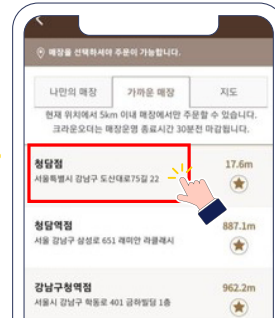 매장을 선택하셔야 주문이 가능합니다.
나만의 매장 가까운 매장 지도
현재 위치에서 5km 이내 매장에서만 주문할 수 있습니다.
크라운오더는 매장운영 종료시간 30분전 마감됩니다.
청담점 17.6m
서울특별시 강남구 도산대로75길 22
청담역점 887.1m
서울 강남구 삼성로 651 래미안 라클래시
강남구청역점 962.2m
서울시 강남구 학동로 401 금하빌딩 1층